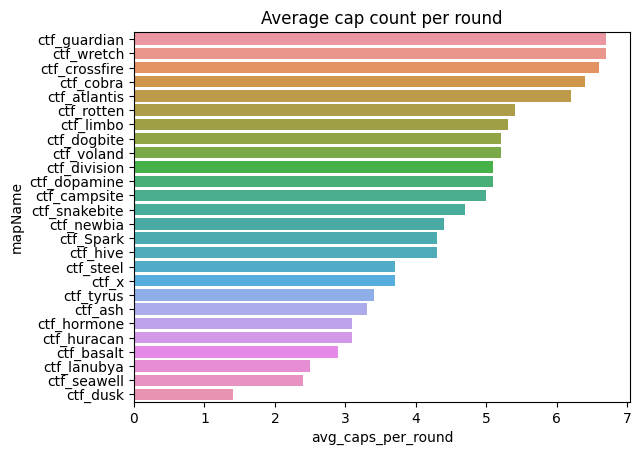 Average cap count per round
mapName
ctf_guardian
ctf_wretch
ctf_crossfire
ctf_cobra
ctf_atlantis
ctf_rotten
ctf_limbo
ctf_dogbite
ctf_voland
ctf_division
ctf_dopamine
ctf_campsite
ctf_snakebite
ctf_newbia
ctf_Spark
ctf_hive
ctf_steel
ctf_x
ctf_tyrus
ctf_ash
ctf_hormone
ctf_huracan
ctf_basalt
ctf_lanubya
ctf_seawell
ctf_dusk
0 1 2 3 4 5 6 7
avg_caps_per_round